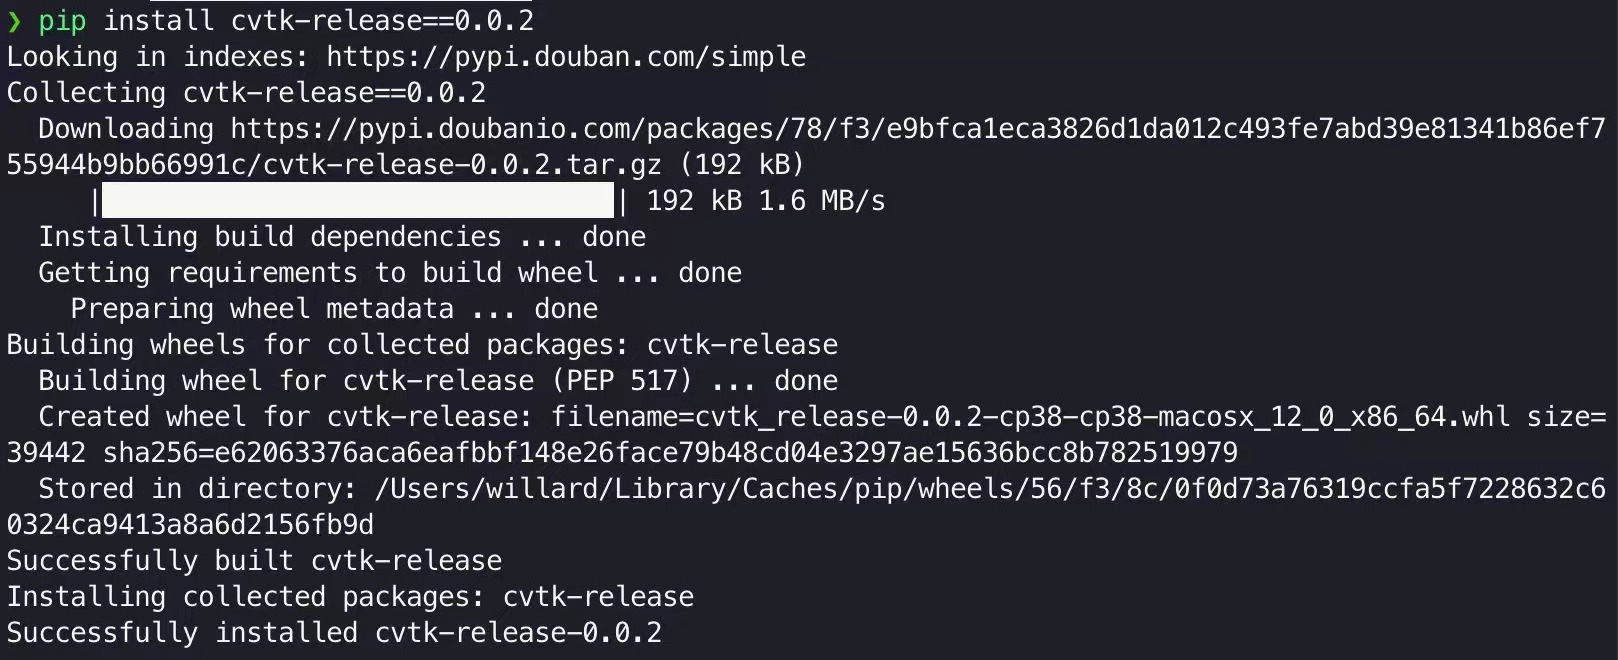 ❯ pip install cvtk-release==0.0.2
Looking in indexes: https://pypi.douban.com/simple
Collecting cvtk-release==0.0.2
  Downloading https://pypi.doubanio.com/packages/78/f3/e9bfca1eca3826d1da012c493fe7abd39e81341b86ef7
55944b9bb66991c/cvtk-release-0.0.2.tar.gz (192 kB)
     |████████████████████████████████| 192 kB 1.6 MB/s
  Installing build dependencies ... done
  Getting requirements to build wheel ... done
    Preparing wheel metadata ... done
Building wheels for collected packages: cvtk-release
  Building wheel for cvtk-release (PEP 517) ... done
  Created wheel for cvtk-release: filename=cvtk_release-0.0.2-cp38-cp38-macosx_12_0_x86_64.whl size=
39442 sha256=e62063376aca6eafbbf148e26face79b48cd04e3297ae15636bcc8b782519979
  Stored in directory: /Users/willard/Library/Caches/pip/wheels/56/f3/8c/0f0d73a76319ccfa5f7228632c6
0324ca9413a8a6d2156fb9d
Successfully built cvtk-release
Installing collected packages: cvtk-release
Successfully installed cvtk-release-0.0.2